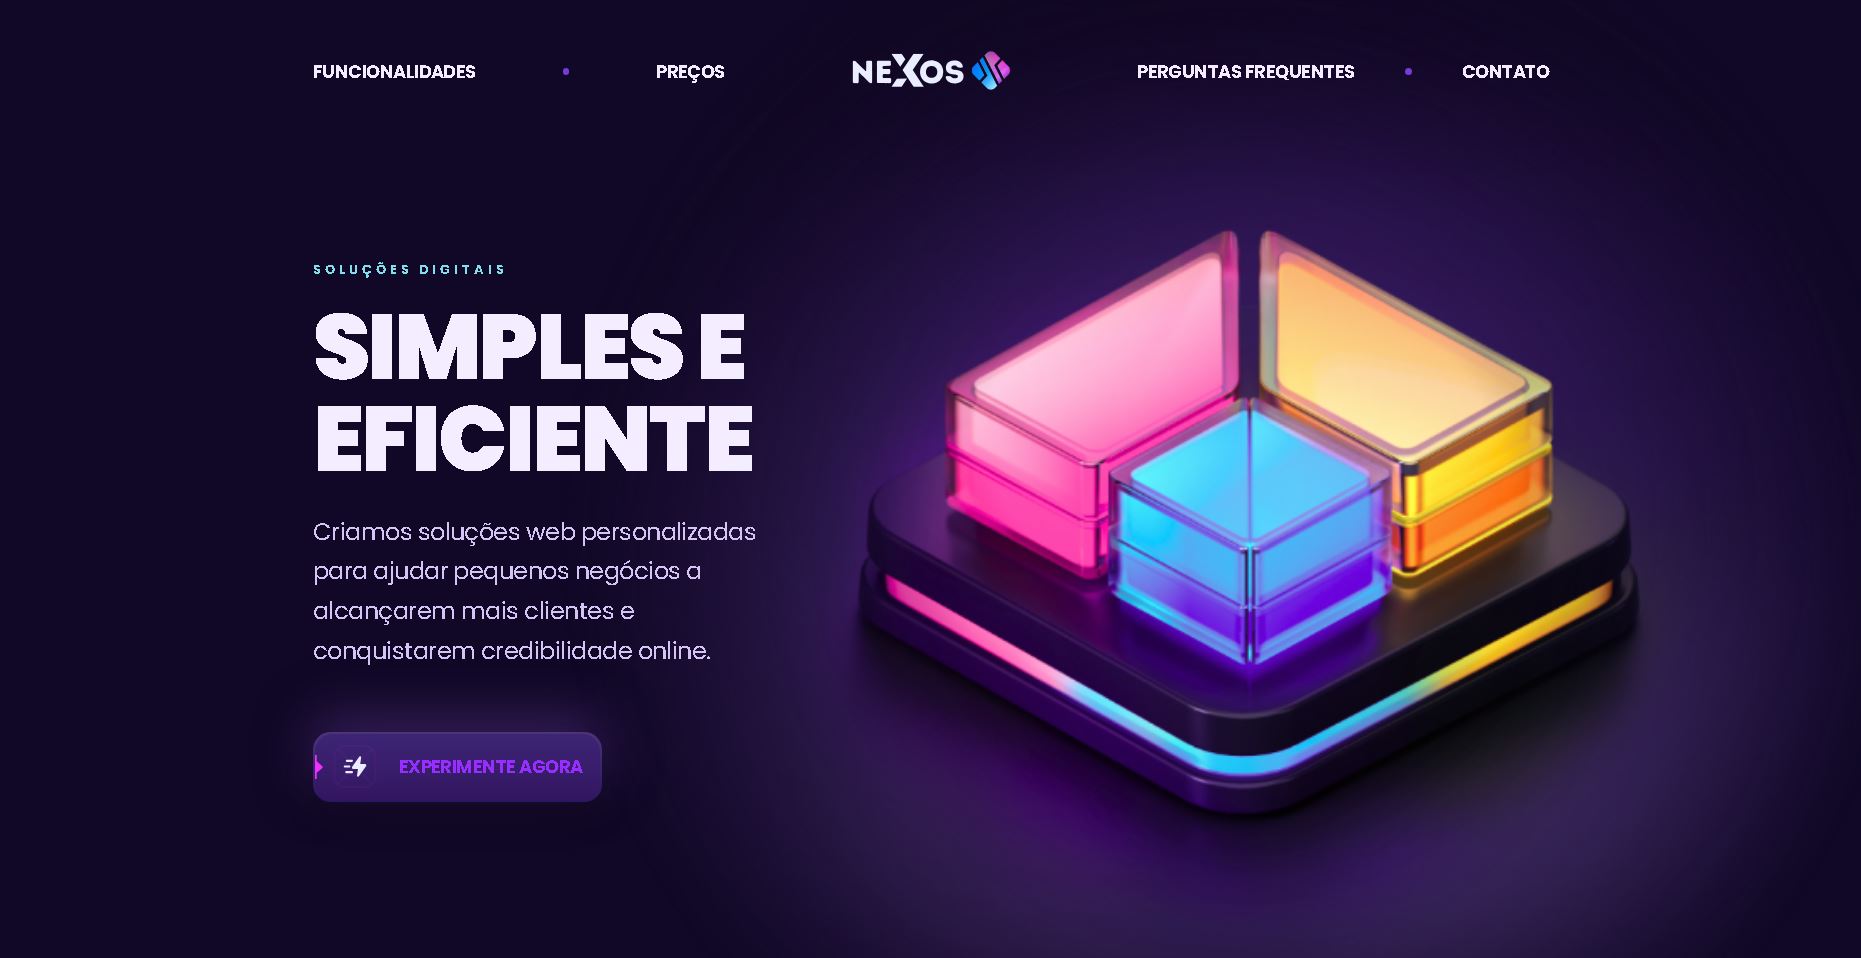 FUNCIONALIDADES
PREÇOS
NEXOS
PERGUNTAS FREQUENTES
CONTATO
SOLUÇÕES DIGITAIS
SIMPLES E
EFICIENTE
Criamos soluções web personalizadas
para ajudar pequenos negócios a
alcançarem mais clientes e
conquistarem credibilidade online.
EXPERIMENTE AGORA